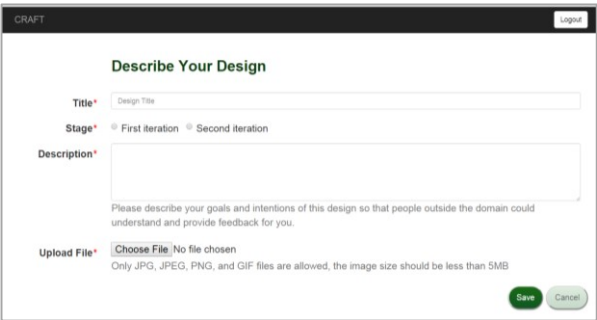 CRAFT Logout
Describe Your Design
Title* Design Title
Stage* First iteration Second iteration
Description*
Please describe your goals and intentions of this design so that people outside the domain could
understand and provide feedback for you.
Upload File* Choose File No file chosen
Only JPG, JPEG, PNG, and GIF files are allowed, the image size should be less than 5MB
Save Cancel